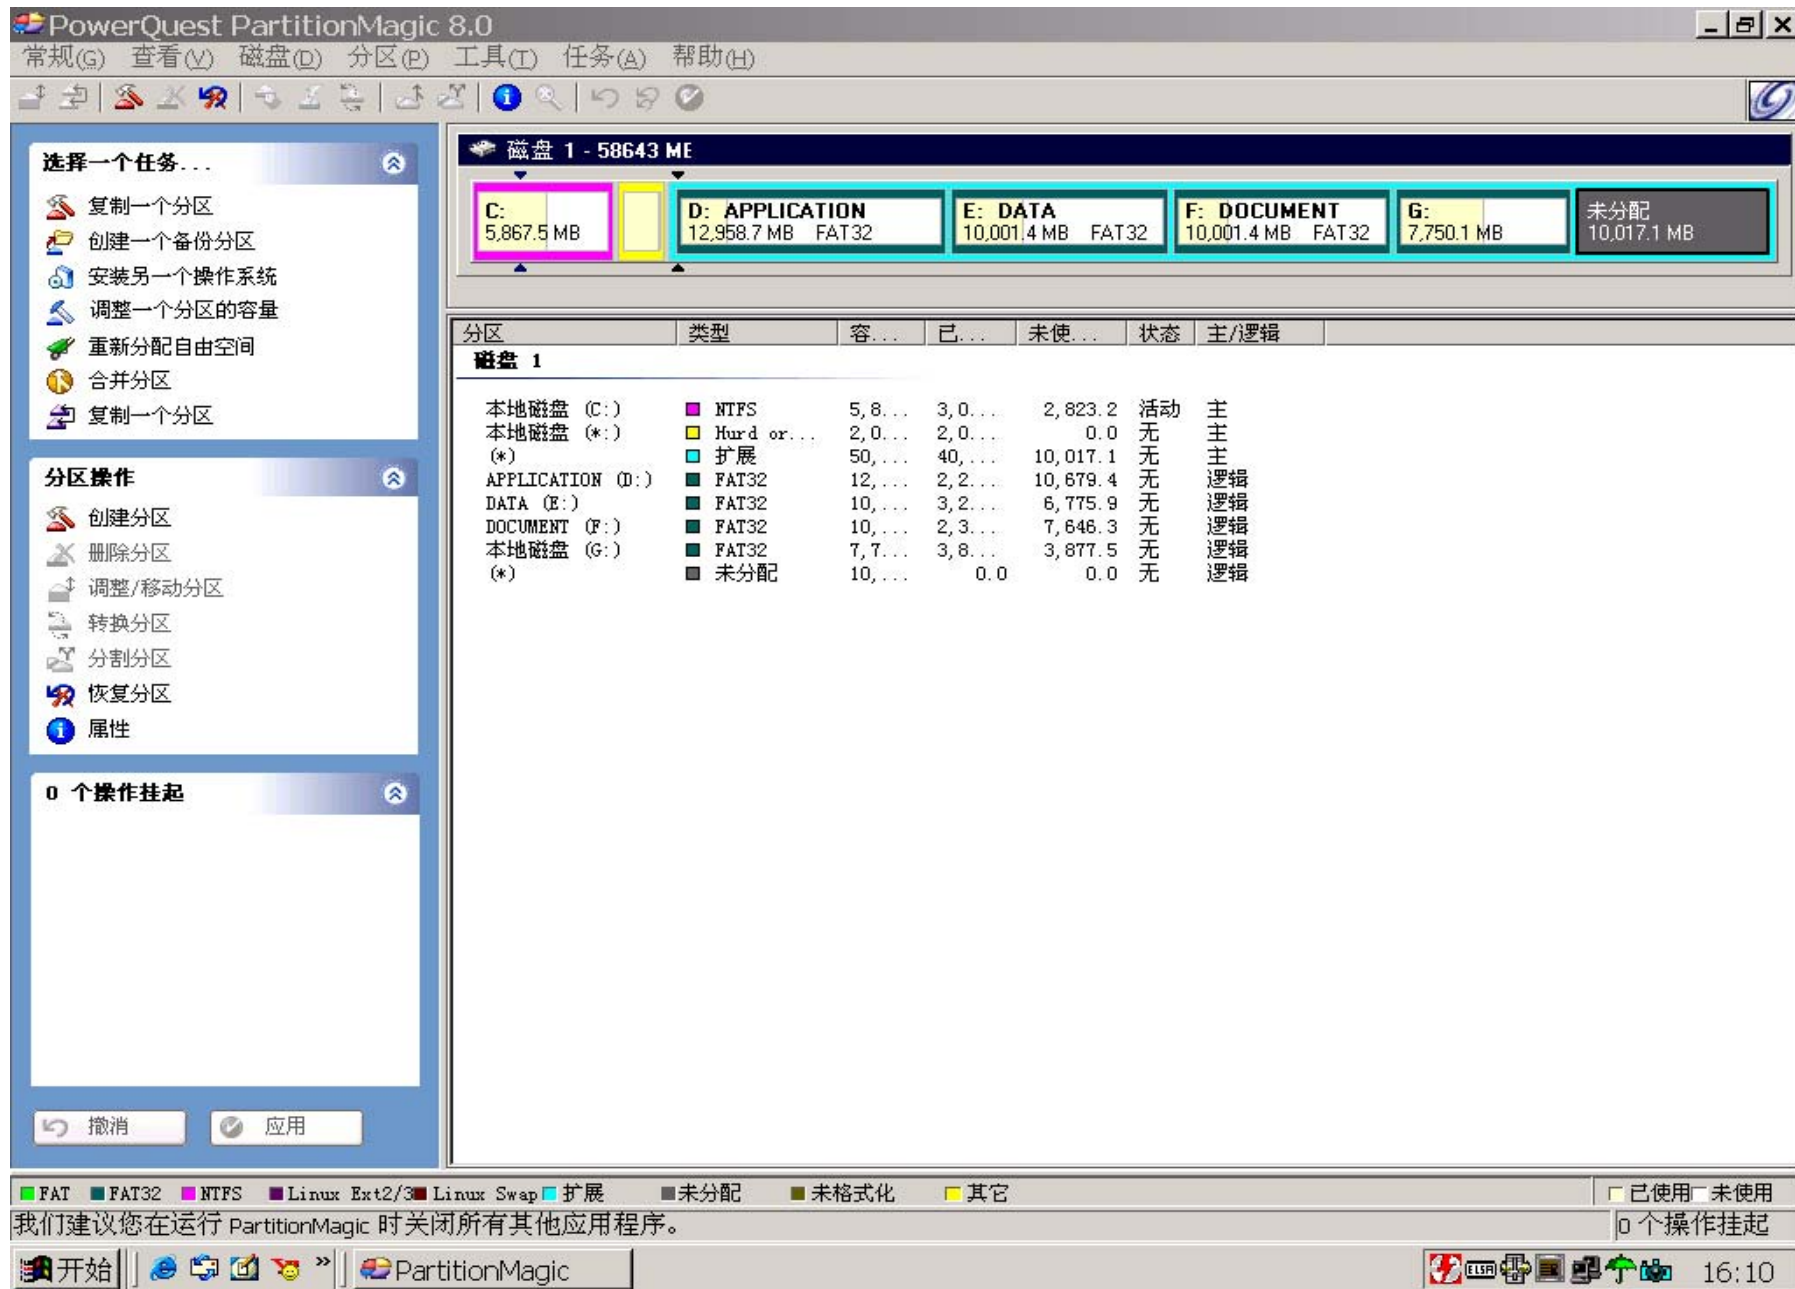 PowerQuest PartitionMagic 8.0
常规(G) 查看(V) 磁盘(D) 分区(P) 工具(T) 任务(A) 帮助(H)
选择一个任务...
复制一个分区
创建一个备份分区
安装另一个操作系统
调整一个分区的容量
重新分配自由空间
合并分区
复制一个分区
分区操作
创建分区
删除分区
调整/移动分区
转换分区
分割分区
恢复分区
属性
0 个操作挂起
撤消 应用
磁盘 1 - 58643 ME
C:
5,867.5 MB
D: APPLICATION
12,958.7 MB FAT32
E: DATA
10,001.4 MB FAT32
F: DOCUMENT
10,001.4 MB FAT32
G:
7,750.1 MB
未分配
10,017.1 MB
分区 类型 容... 已... 未使... 状态 主/逻辑
磁盘 1
本地磁盘 (C:) NTFS 5,8... 3,0... 2,823.2 活动 主
本地磁盘 (*:) Hurd or... 2,0... 2,0... 0.0 无 主
(*) 扩展 50,... 40,... 10,017.1 无 主
APPLICATION (D:) FAT32 12,... 2,2... 10,679.4 无 逻辑
DATA (E:) FAT32 10,... 3,2... 6,775.9 无 逻辑
DOCUMENT (F:) FAT32 10,... 2,3... 7,646.3 无 逻辑
本地磁盘 (G:) FAT32 7,7... 3,8... 3,877.5 无 逻辑
(*) 未分配 10,... 0.0 0.0 无 逻辑
FAT FAT32 NTFS Linux Ext2/3 Linux Swap 扩展 未分配 未格式化 其它 已使用 未使用
我们建议您在运行 PartitionMagic 时关闭所有其他应用程序。 0 个操作挂起
开始 » PartitionMagic ELSA 16:10